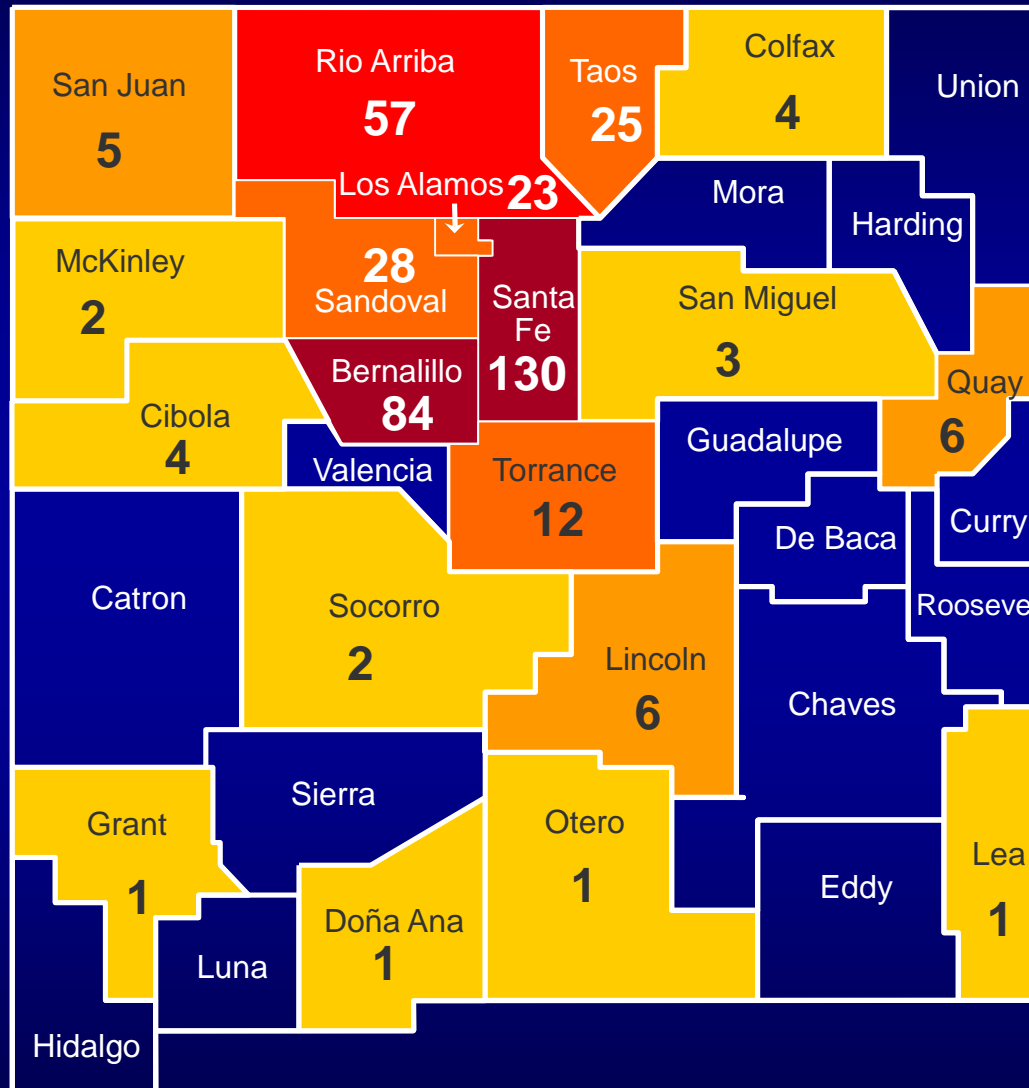 San Juan
5
Rio Arriba
57
Taos
25
Colfax
4
Union
Los Alamos 23
Mora
Harding
McKinley
2
28
Sandoval
Santa
Fe
130
San Miguel
3
Bernalillo
84
Quay
6
Cibola
4
Valencia
Torrance
12
Guadalupe
De Baca
Curry
Catron
Socorro
2
Lincoln
6
Rooseve
Chaves
Sierra
Grant
1
Otero
1
Lea
1
Eddy
Doña Ana
1
Luna
Hidalgo